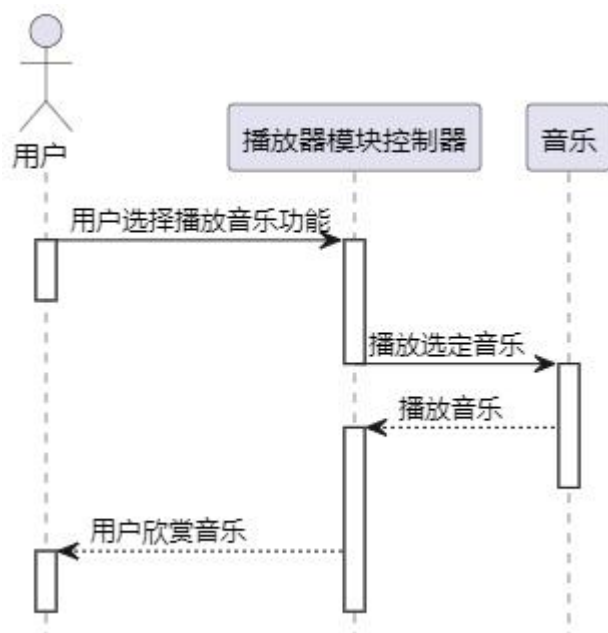 用户
播放器模块控制器
音乐
用户选择播放音乐功能
播放选定音乐
播放音乐
用户欣赏音乐